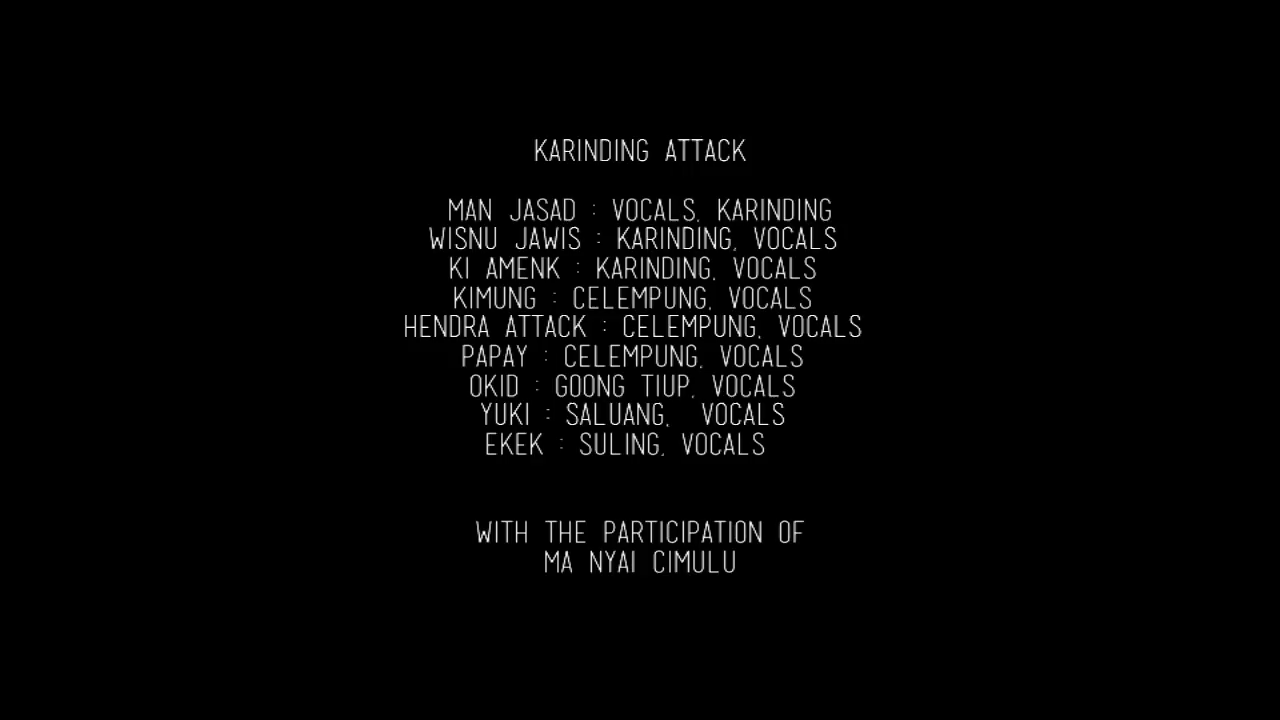 KARINDING ATTACK
MAN JASAD : VOCALS, KARINDING
WISNU JAWIS : KARINDING, VOCALS
KI AMENK : KARINDING, VOCALS
KIMUNG : CELEMPUNG, VOCALS
HENDRA ATTACK : CELEMPUNG, VOCALS
PAPAY : CELEMPUNG, VOCALS
OKID : GOONG TIUP, VOCALS
YUKI : SALUANG, VOCALS
EKEK : SULING, VOCALS
WITH THE PARTICIPATION OF
MA NYAI CIMULU